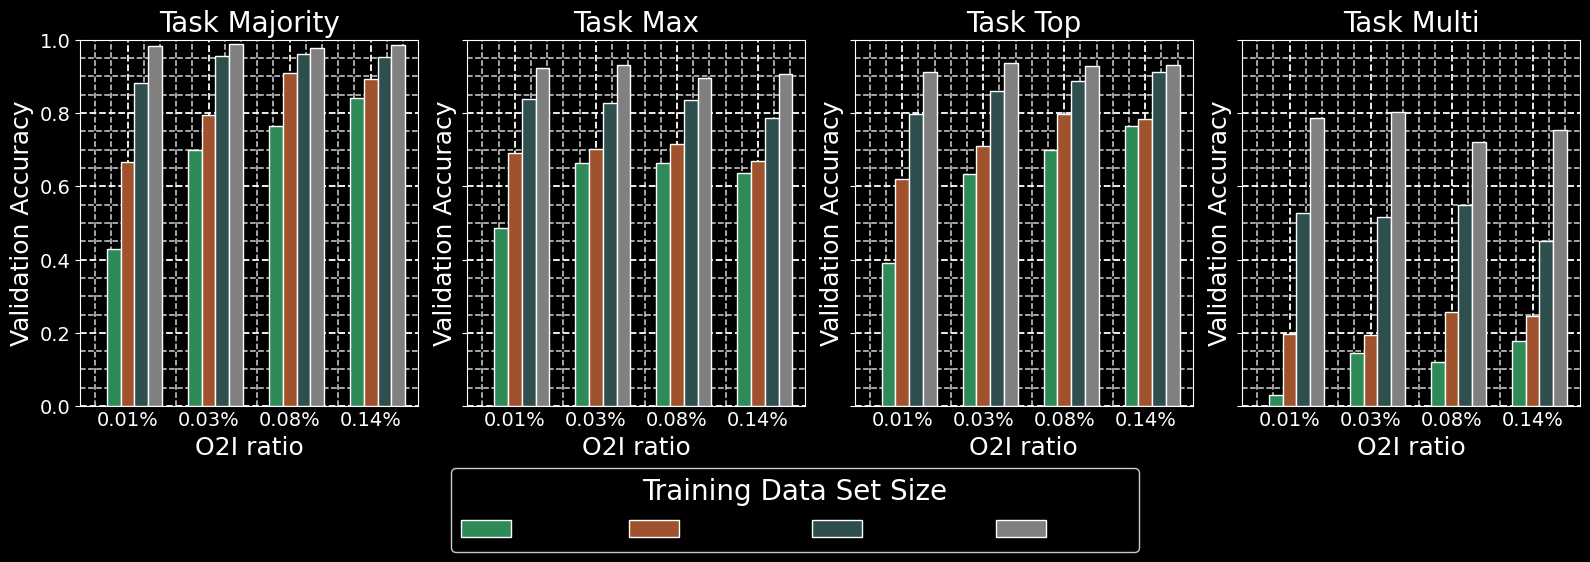 Task Majority
Task Max
Task Top
Task Multi
Validation Accuracy
Validation Accuracy
Validation Accuracy
Validation Accuracy
1.0
0.8
0.6
0.4
0.2
0.0
0.01% 0.03% 0.08% 0.14%
0.01% 0.03% 0.08% 0.14%
0.01% 0.03% 0.08% 0.14%
0.01% 0.03% 0.08% 0.14%
O2I ratio
O2I ratio
O2I ratio
O2I ratio
Training Data Set Size